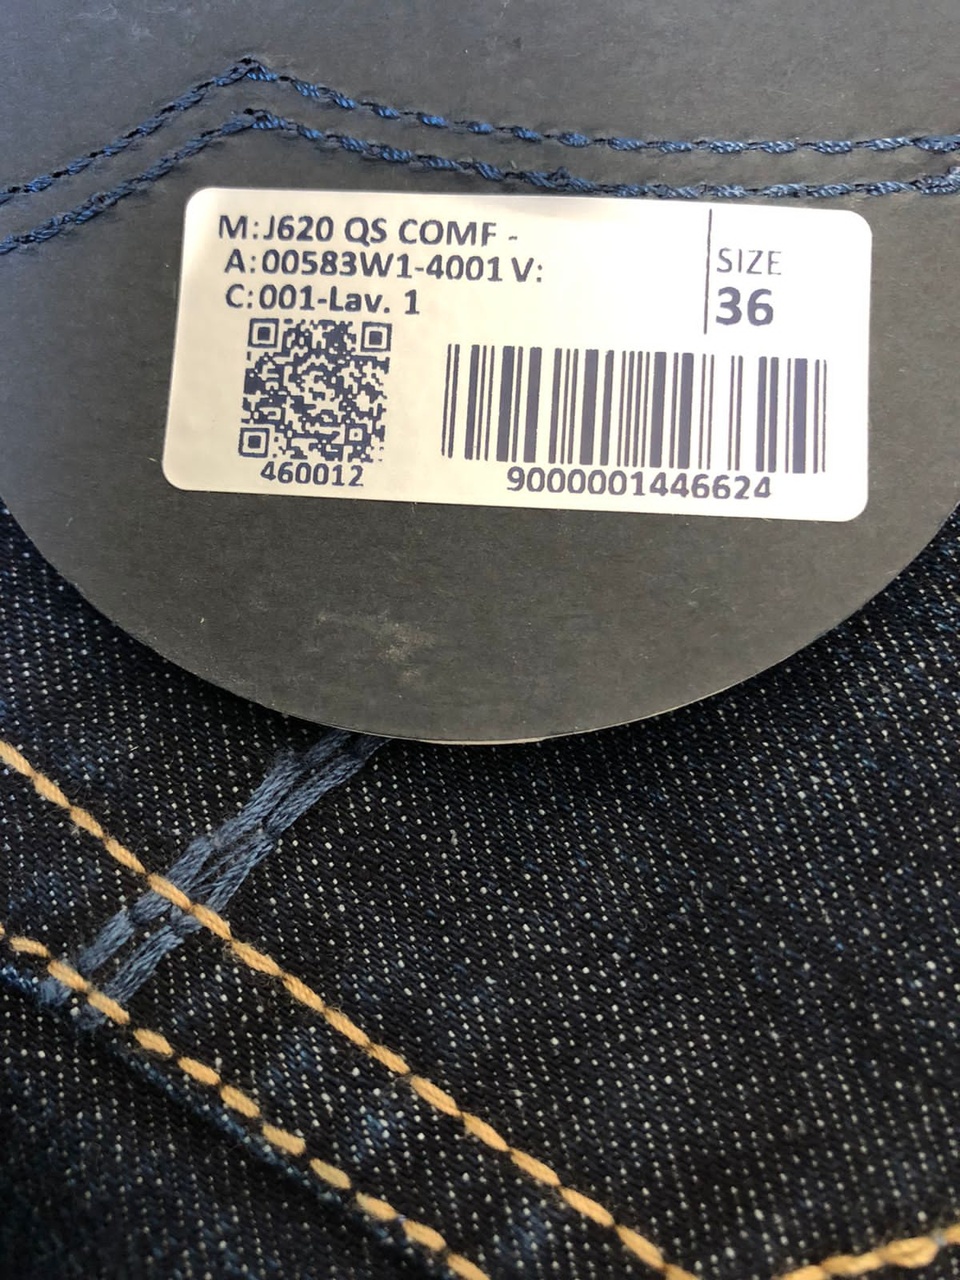 M:J620 QS COMF -
A:00583W1-4001 V:
C:001-Lav. 1
SIZE
36
460012
9000001446624